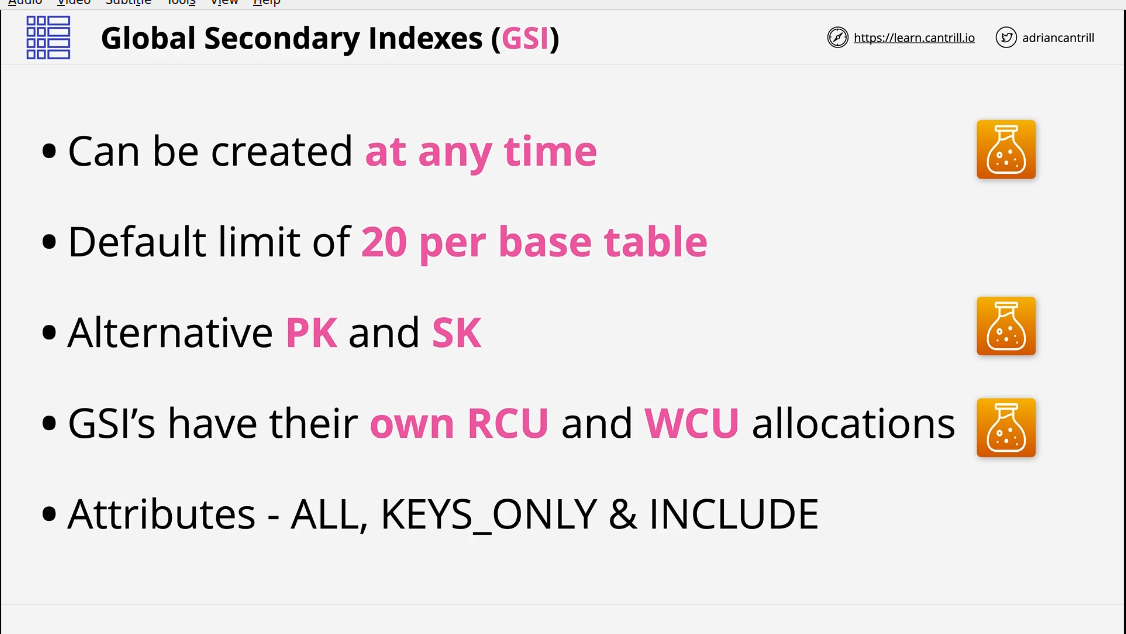 Audio Video Subtitle Tools View Help
Global Secondary Indexes (GSI)
https://learn.cantrill.io
adriancantrill
• Can be created at any time
• Default limit of 20 per base table
• Alternative PK and SK
• GSI’s have their own RCU and WCU allocations
• Attributes - ALL, KEYS_ONLY & INCLUDE